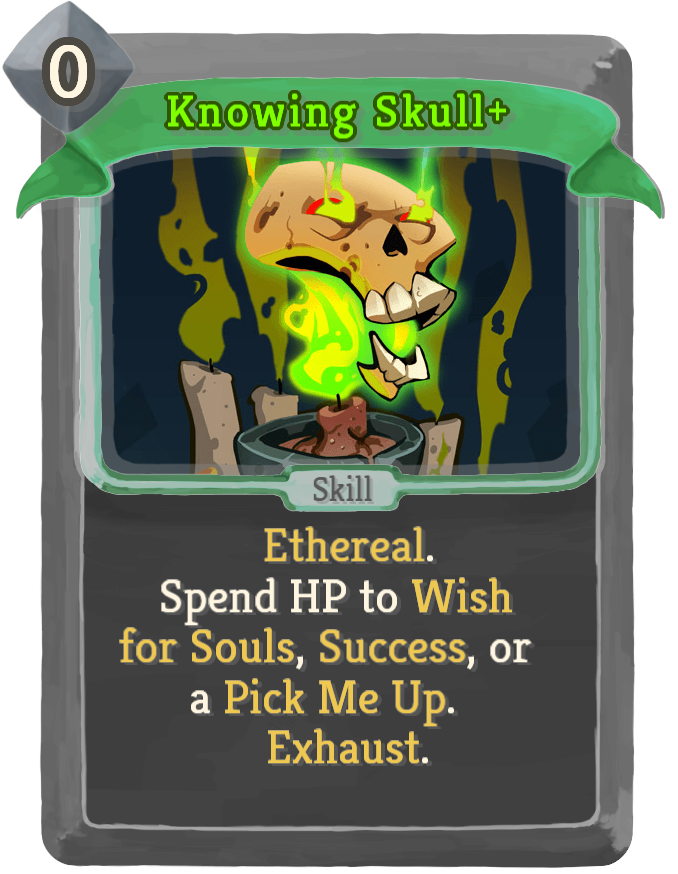 0
Knowing Skull+
Skill
Ethereal.
Spend HP to Wish
for Souls, Success, or
a Pick Me Up.
Exhaust.